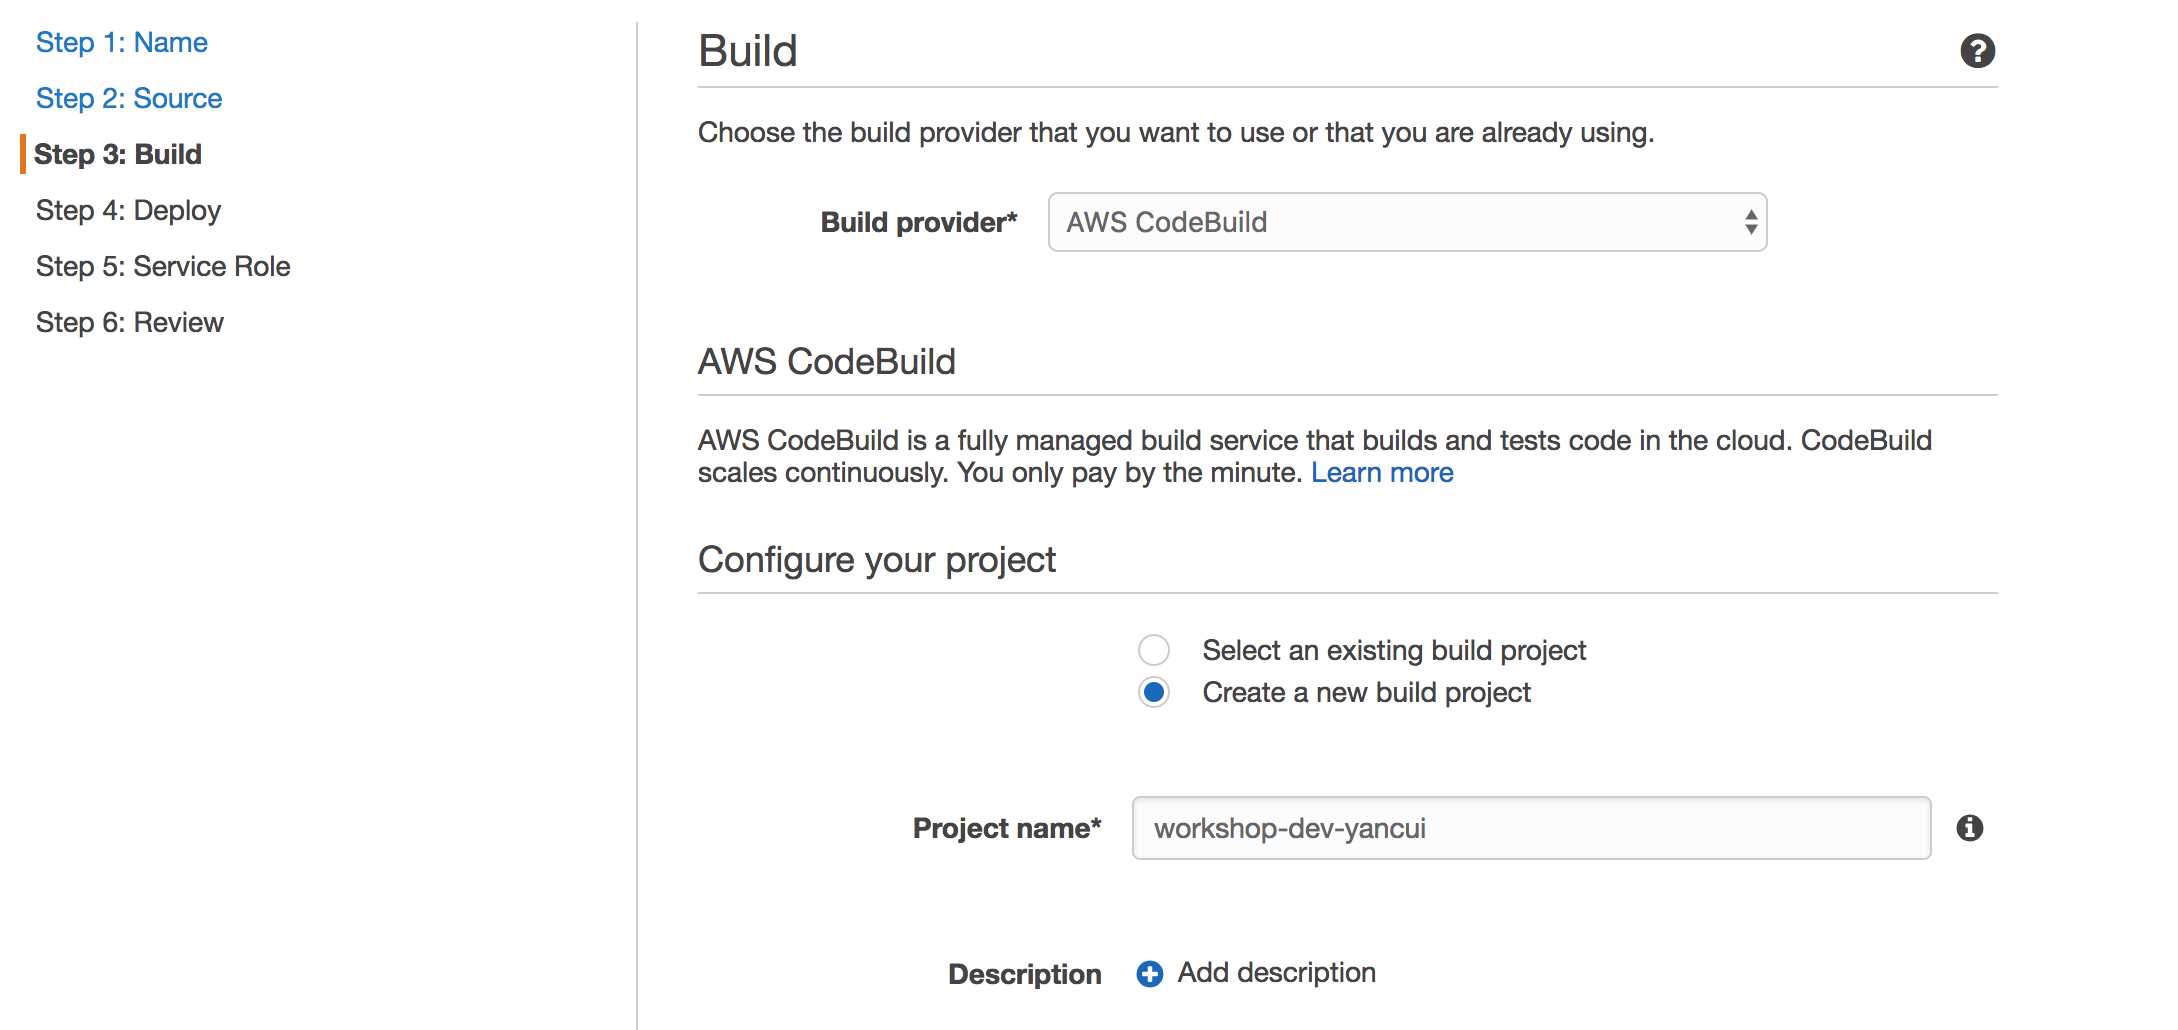 Step 1: Name
Step 2: Source
Step 3: Build
Step 4: Deploy
Step 5: Service Role
Step 6: Review
Build
Choose the build provider that you want to use or that you are already using.
Build provider* AWS CodeBuild
AWS CodeBuild
AWS CodeBuild is a fully managed build service that builds and tests code in the cloud. CodeBuild
scales continuously. You only pay by the minute. Learn more
Configure your project
Select an existing build project
Create a new build project
Project name* workshop-dev-yancui
Description Add description